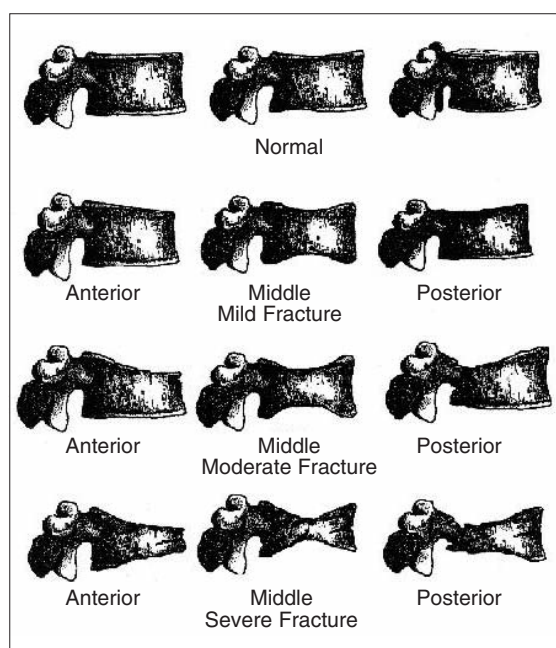 Normal
Anterior Middle Posterior
Mild Fracture
Anterior Middle Posterior
Moderate Fracture
Anterior Middle Posterior
Severe Fracture